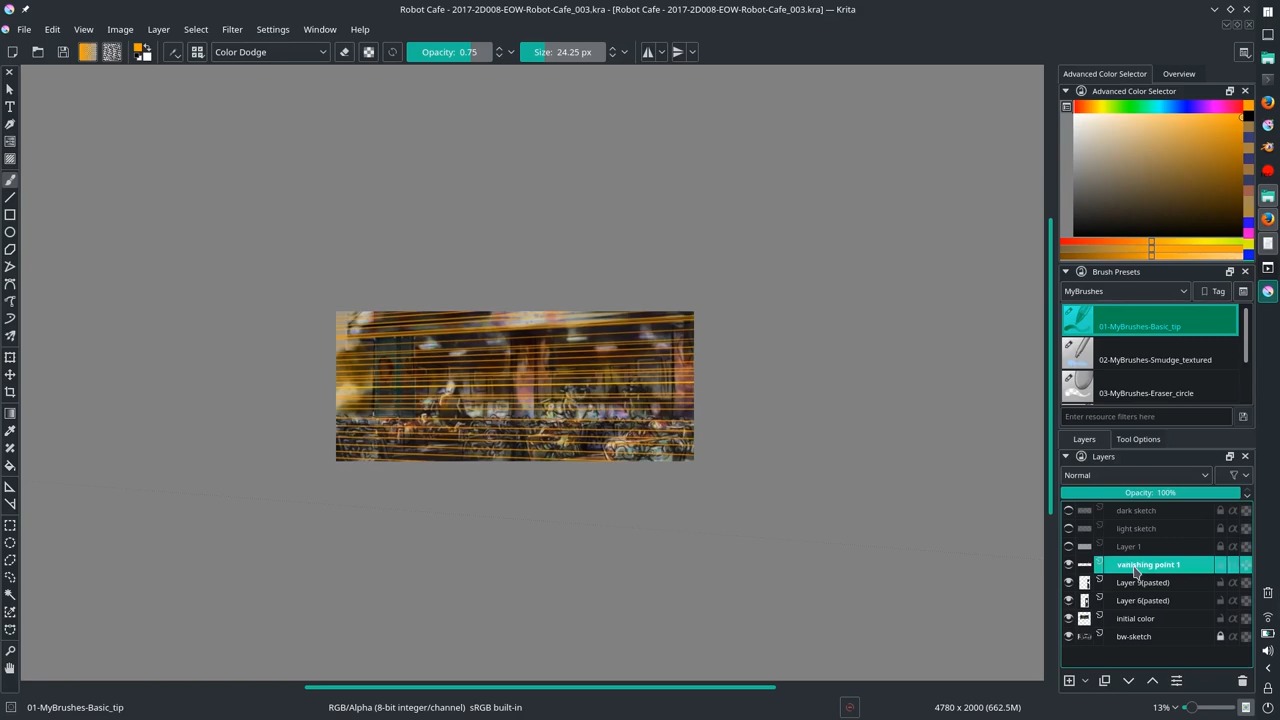 Robot Cafe - 2017-2D008-EOW-Robot-Cafe_003.kra - [Robot Cafe - 2017-2D008-EOW-Robot-Cafe_003.kra] — Krita
File Edit View Image Layer Select Filter Settings Window Help
Color Dodge Opacity: 0.75 Size: 24.25 px
Advanced Color Selector Overview
Advanced Color Selector
Brush Presets
MyBrushes Tag
01-MyBrushes-Basic_tip
02-MyBrushes-Smudge_textured
03-MyBrushes-Eraser_circle
Enter resource filters here
Layers Tool Options
Layers
Normal
Opacity: 100%
dark sketch
light sketch
Layer 1
vanishing point 1
Layer (pasted)
Layer 6(pasted)
initial color
bw-sketch
01-MyBrushes-Basic_tip RGB/Alpha (8-bit integer/channel) sRGB built-in 4780 x 2000 (662.5M) 13%